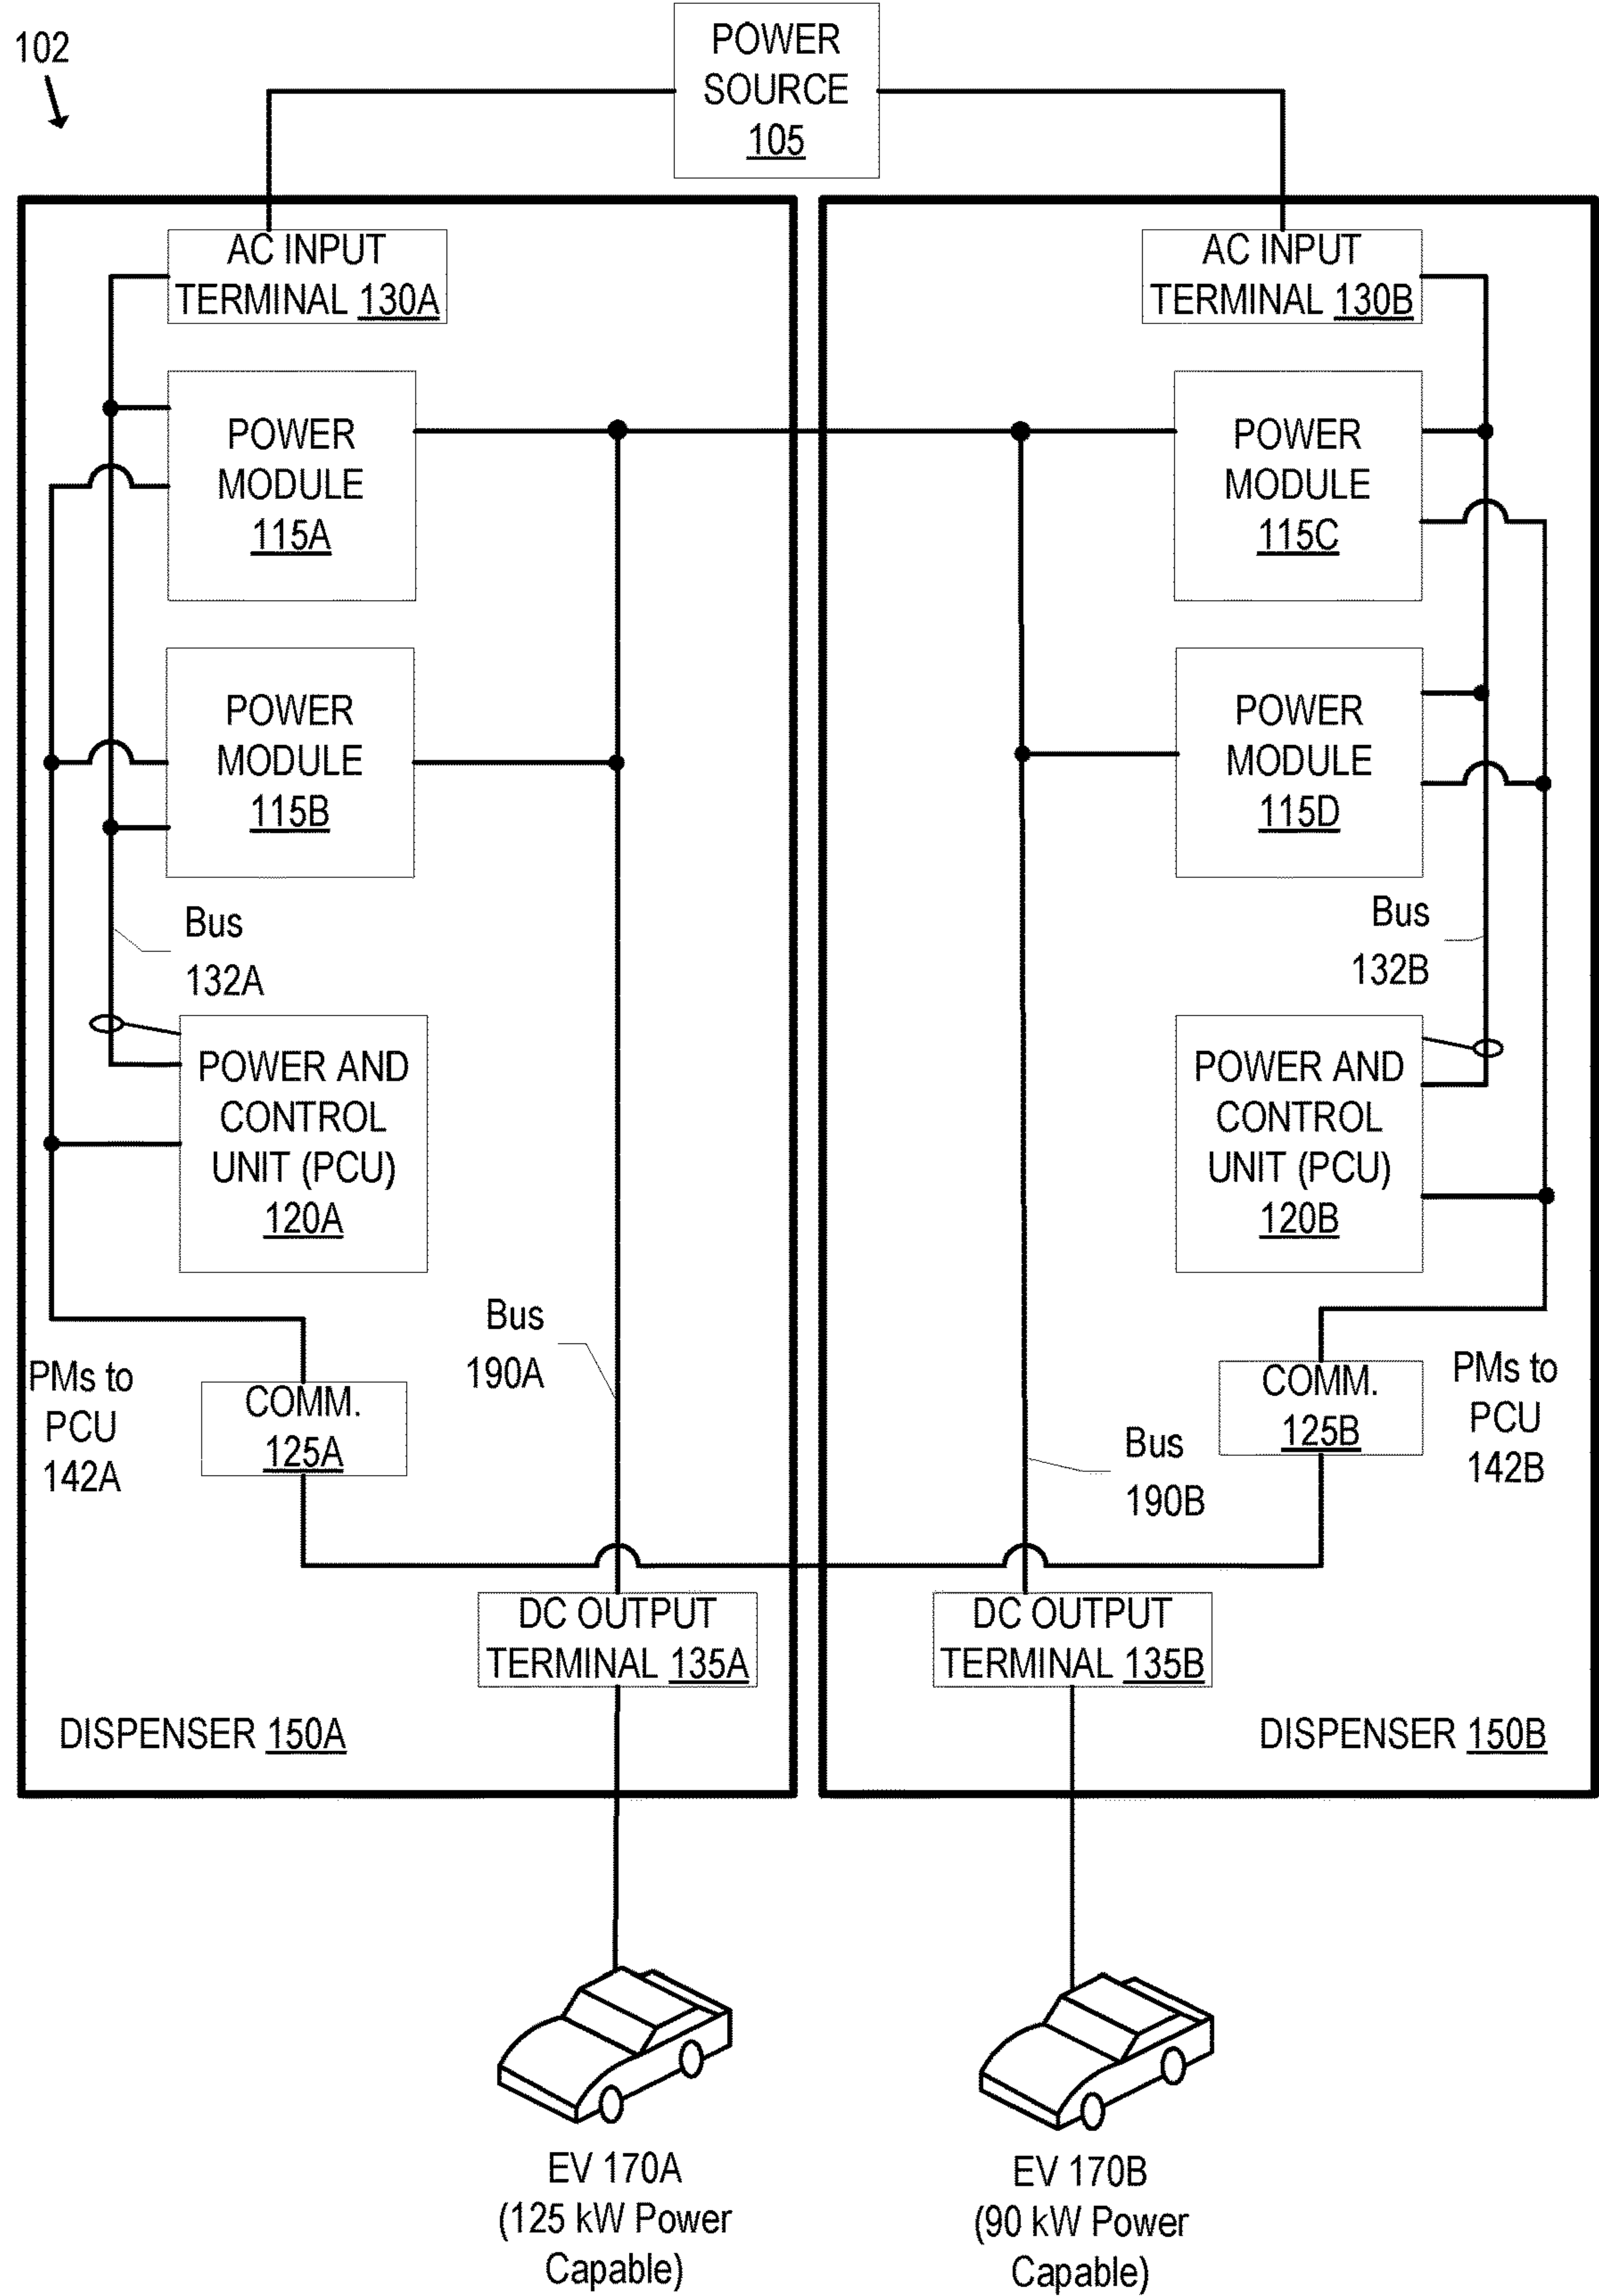 102
POWER
SOURCE
105
AC INPUT
TERMINAL 130A
POWER
MODULE
115A
POWER
MODULE
115B
Bus
132A
POWER AND
CONTROL
UNIT (PCU)
120A
Bus
190A
PMs to
PCU
142A
COMM.
125A
DC OUTPUT
TERMINAL 135A
DISPENSER 150A
AC INPUT
TERMINAL 130B
POWER
MODULE
115C
POWER
MODULE
115D
Bus
132B
POWER AND
CONTROL
UNIT (PCU)
120B
COMM.
125B
PMs to
PCU
142B
Bus
190B
DC OUTPUT
TERMINAL 135B
DISPENSER 150B
EV 170A
(125 kW Power
Capable)
EV 170B
(90 kW Power
Capable)